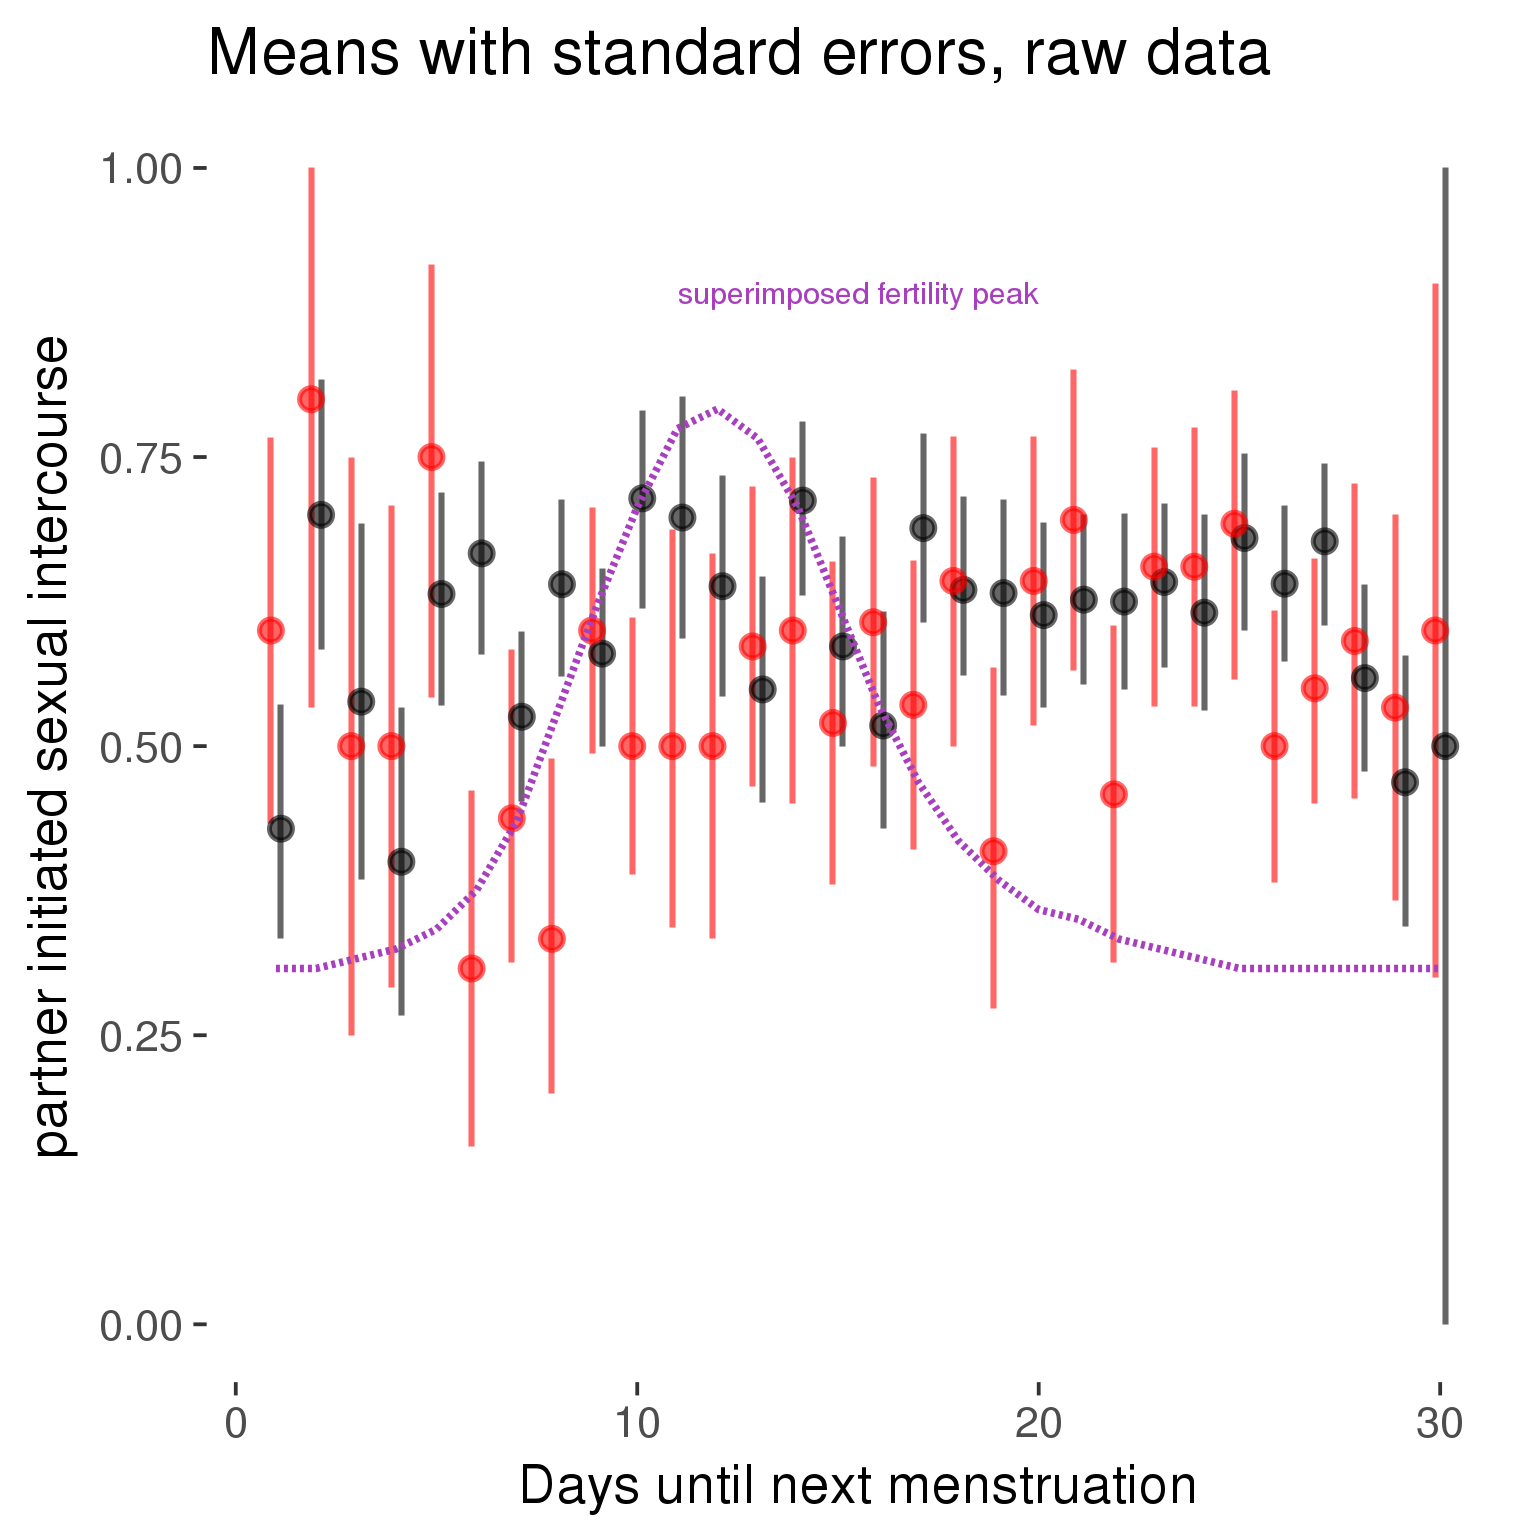 Means with standard errors, raw data
partner initiated sexual intercourse
1.00
0.75
0.50
0.25
0.00
superimposed fertility peak
0
10
20
30
Days until next menstruation